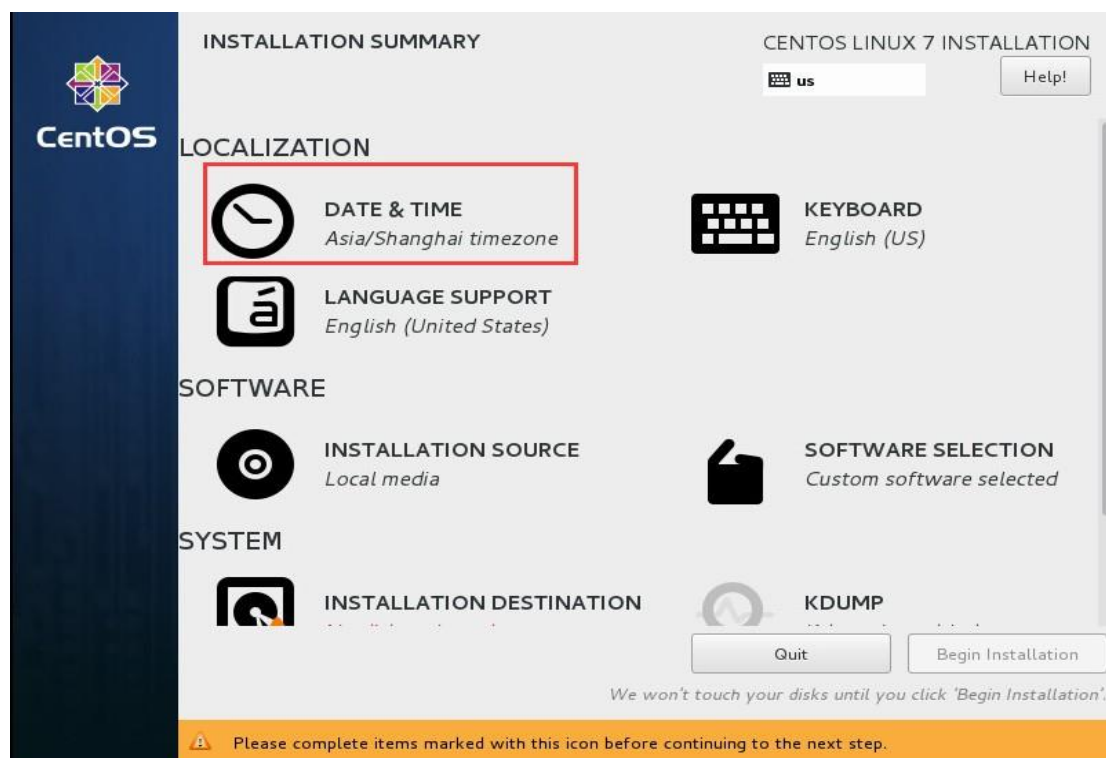 INSTALLATION SUMMARY
CENTOS LINUX 7 INSTALLATION
us
Help!
CentOS
LOCALIZATION
DATE & TIME
Asia/Shanghai timezone
KEYBOARD
English (US)
á
LANGUAGE SUPPORT
English (United States)
SOFTWARE
INSTALLATION SOURCE
Local media
SOFTWARE SELECTION
Custom software selected
SYSTEM
INSTALLATION DESTINATION
KDUMP
Quit
Begin Installation
We won't touch your disks until you click 'Begin Installation'.
Please complete items marked with this icon before continuing to the next step.